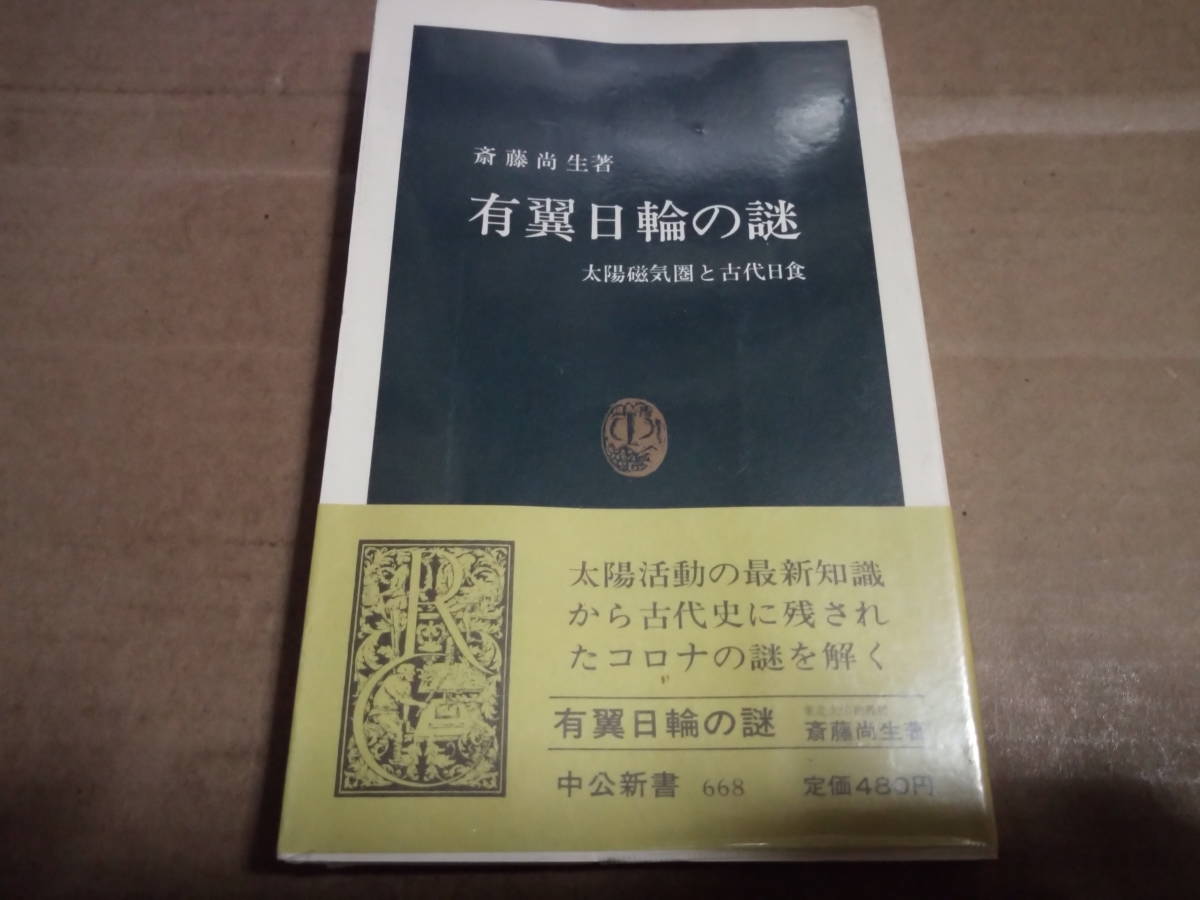 斎藤尚生著
有翼日輪の謎
太陽磁気圏と古代日食
R
C
太陽活動の最新知識
から古代史に残され
たコロナの謎を解く
有翼日輪の謎
斎藤尚生著
中公新書 668 定価480円